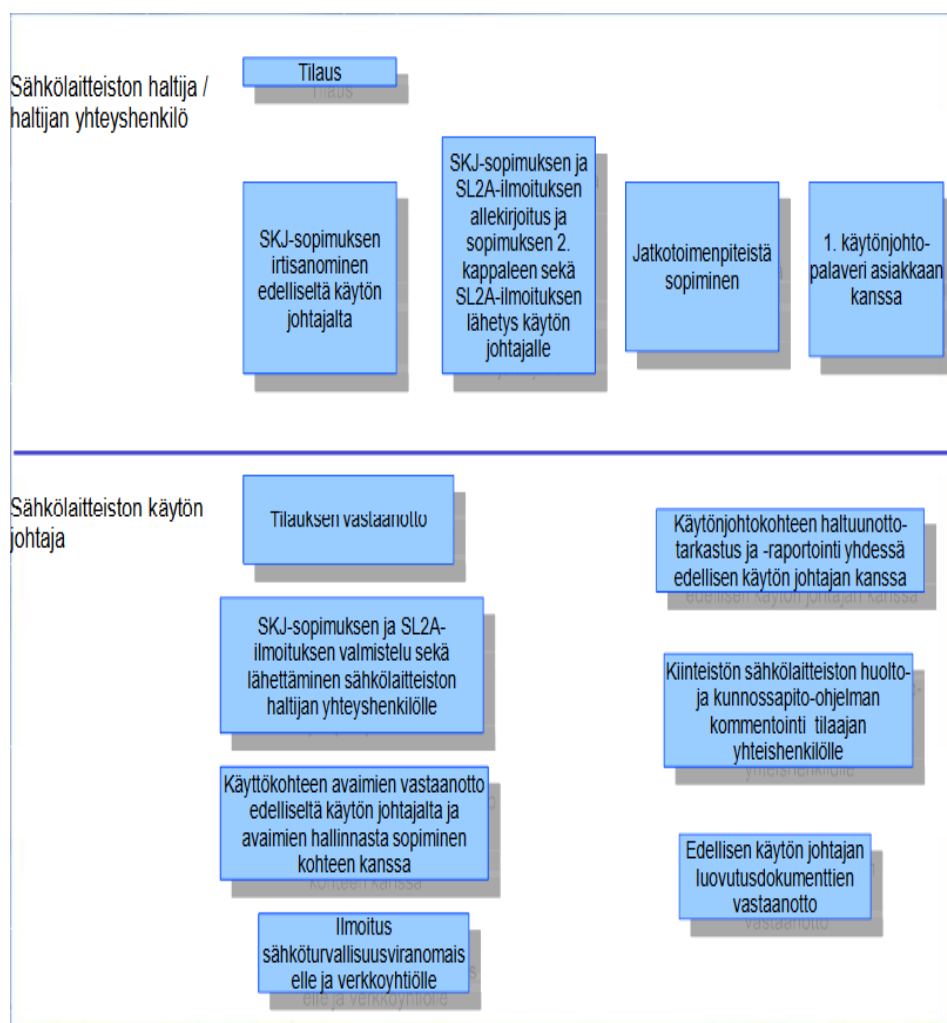 Sähkölaitteiston haltija /
haltijan yhteyshenkilö
Tilaus
SKJ-sopimuksen
irtisanominen
edelliseltä käytön
johtajalta
SKJ-sopimuksen ja
SL2A-ilmoituksen
allekirjoitus ja
sopimuksen 2.
kappaleen sekä
SL2A-ilmoituksen
lähetys käytön
johtajalle
Jatkotoimenpiteistä
sopiminen
1. käytönjohto-
palaveri asiakkaan
kanssa
Sähkölaitteiston käytön
johtaja
Tilauksen vastaanotto
SKJ-sopimuksen ja SL2A-
ilmoituksen valmistelu sekä
lähettäminen sähkölaitteiston
haltijan yhteyshenkilölle
Käyttökohteen avaimien vastaanotto
edelliseltä käytön johtajalta ja
avaimien hallinnasta sopiminen
kohteen kanssa
Ilmoitus
sähköturvallisuusviranomais
elle ja verkkoyhtiölle
Käytönjohtokohteen haltuunotto-
tarkastus ja -raportointi yhdessä
edellisen käytön johtajan kanssa
Kiinteistön sähkölaitteiston huolto-
ja kunnossapito-ohjelman
kommentointi tilaajan
yhteishenkilölle
Edellisen käytön johtajan
luovutusdokumenttien
vastaanotto